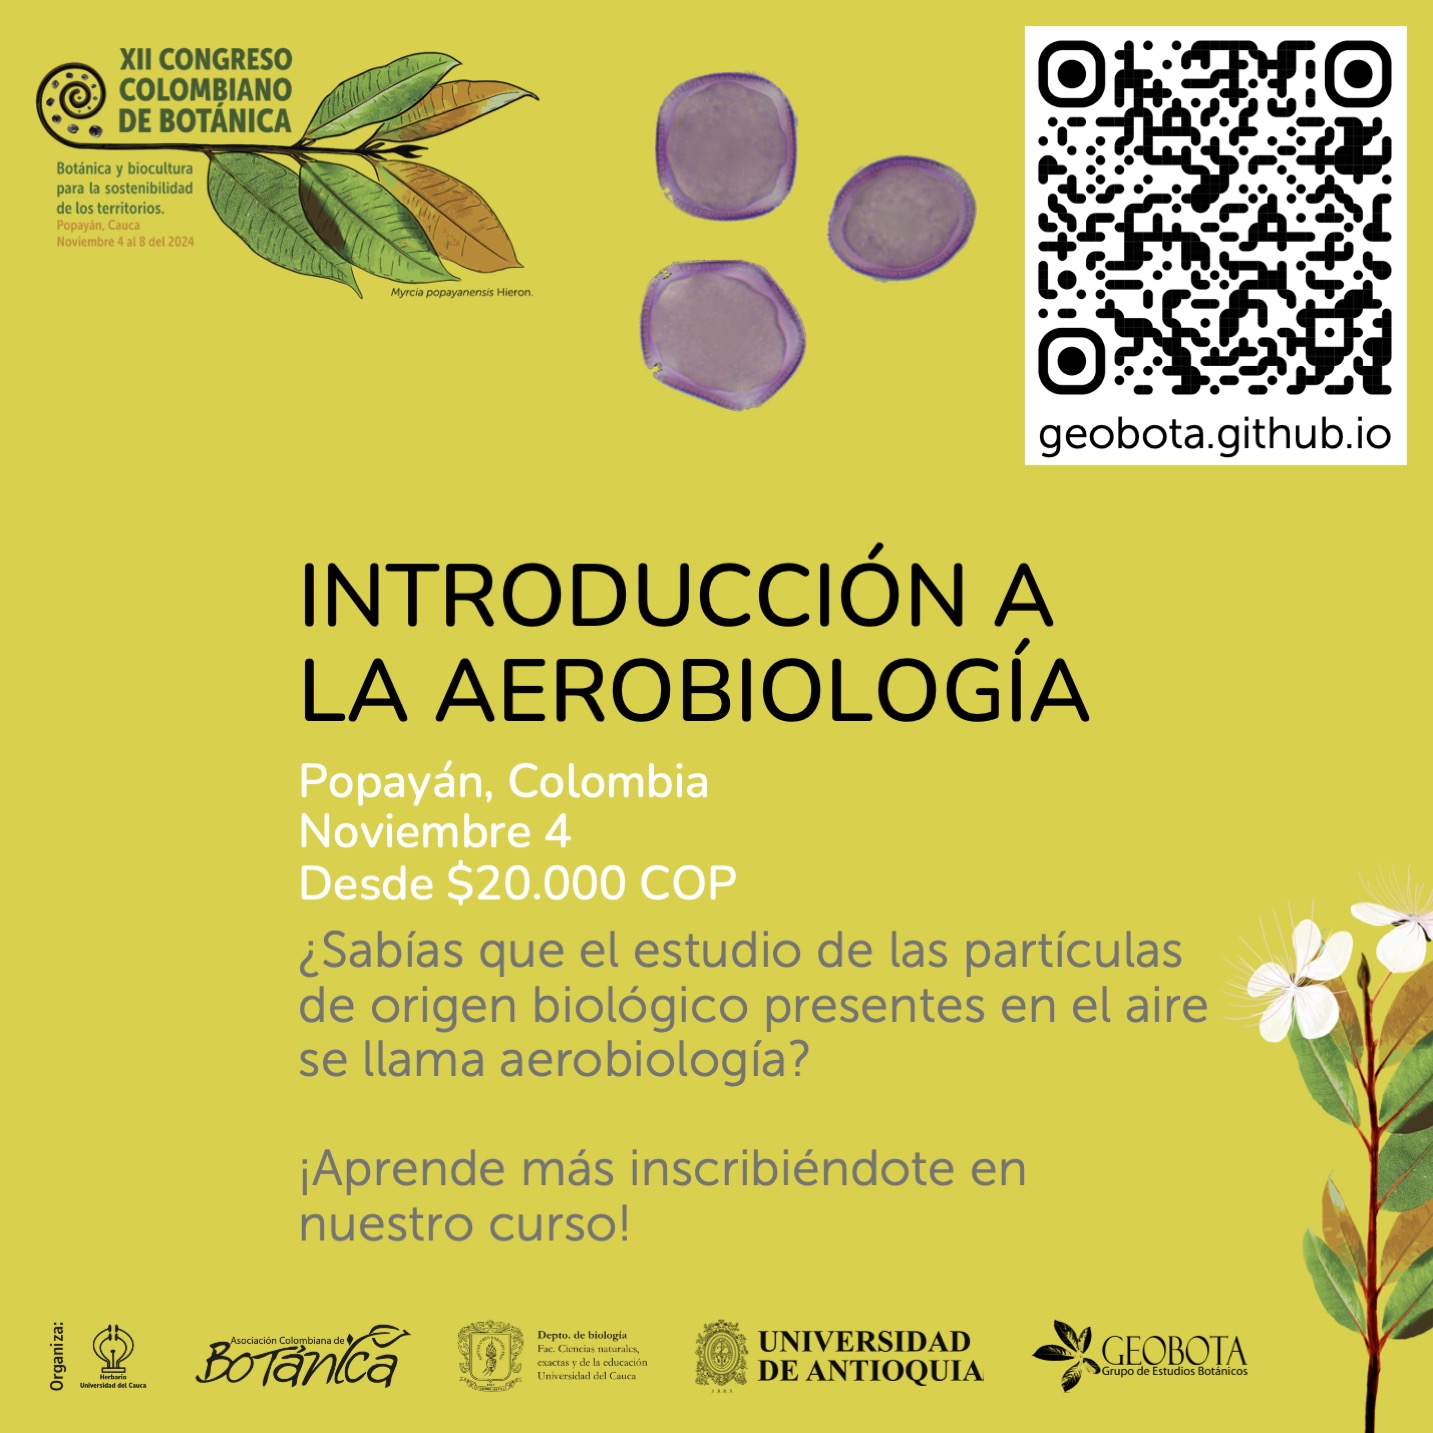 XII CONGRESO
COLOMBIANO
DE BOTÁNICA
Botánica y biocultura
para la sostenibilidad
de los territorios.
Popayán, Cauca
Noviembre 4 al 8 del 2024
Myrcia popayanensis Hieron.
geobota.github.io
INTRODUCCIÓN A
LA AEROBIOLOGÍA
Popayán, Colombia
Noviembre 4
Desde $20.000 COP
¿Sabías que el estudio de las partículas
de origen biológico presentes en el aire
se llama aerobiología?
¡Aprende más inscribiéndote en
nuestro curso!
Organiza:
Herbario
Universidad del Cauca
Asociación Colombiana de
BOTÁNICA
Depto. de biología
Fac. Ciencias naturales,
exactas y de la educación
Universidad del Cauca
1803
UNIVERSIDAD
DE ANTIOQUIA
GEOBOTA
Grupo de Estudios Botánicos